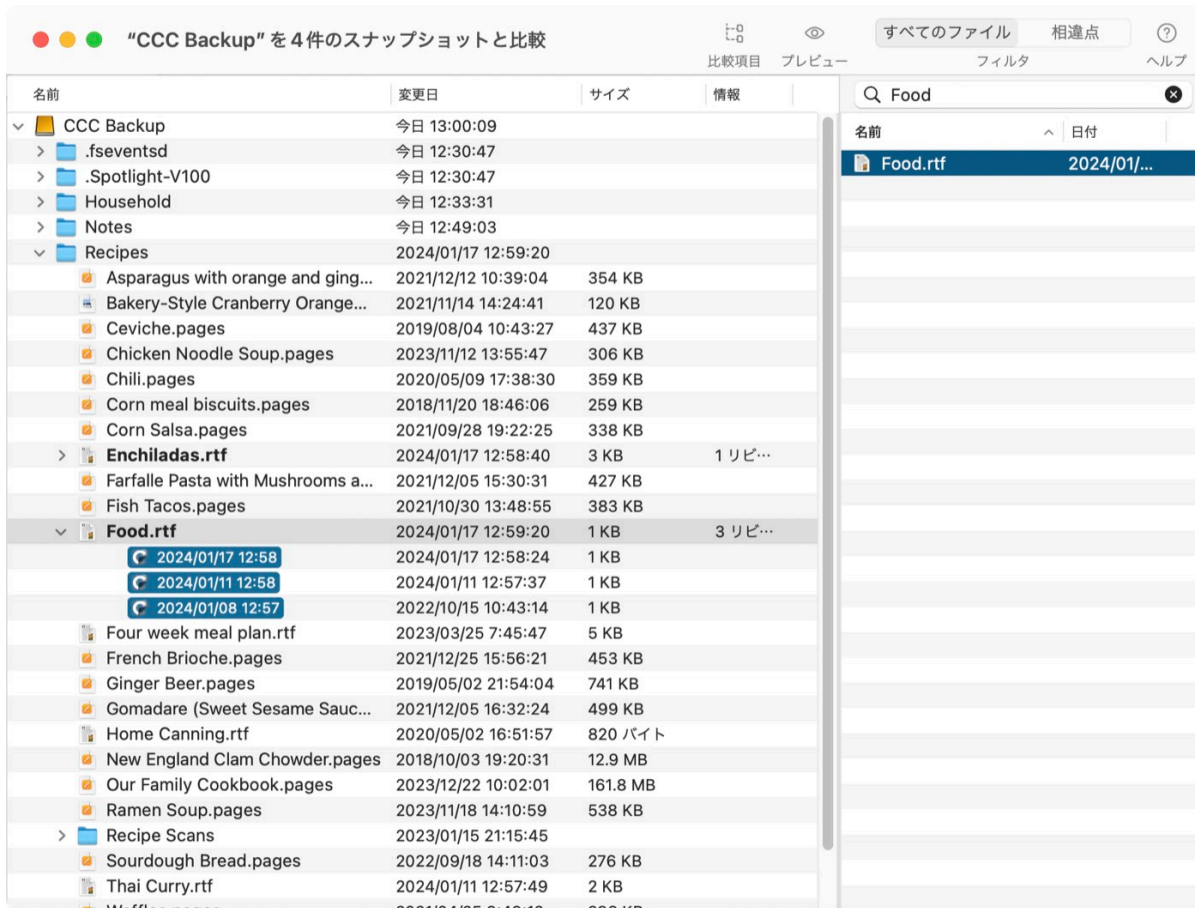 “CCC Backup” を4件のスナップショットと比較
比較項目 プレビュー すべてのファイル 相違点 フィルタ ヘルプ
名前 変更日 サイズ 情報
CCC Backup 今日 13:00:09
.fseventsd 今日 12:30:47
.Spotlight-V100 今日 12:30:47
Household 今日 12:33:31
Notes 今日 12:49:03
Recipes 2024/01/17 12:59:20
Asparagus with orange and ging... 2021/12/12 10:39:04 354 KB
Bakery-Style Cranberry Orange... 2021/11/14 14:24:41 120 KB
Ceviche.pages 2019/08/04 10:43:27 437 KB
Chicken Noodle Soup.pages 2023/11/12 13:55:47 306 KB
Chili.pages 2020/05/09 17:38:30 359 KB
Corn meal biscuits.pages 2018/11/20 18:46:06 259 KB
Corn Salsa.pages 2021/09/28 19:22:25 338 KB
Enchiladas.rtf 2024/01/17 12:58:40 3 KB 1 リビ…
Farfalle Pasta with Mushrooms a... 2021/12/05 15:30:31 427 KB
Fish Tacos.pages 2021/10/30 13:48:55 383 KB
Food.rtf 2024/01/17 12:59:20 1 KB 3 リビ…
2024/01/17 12:58 2024/01/17 12:58:24 1 KB
2024/01/11 12:58 2024/01/11 12:57:37 1 KB
2024/01/08 12:57 2022/10/15 10:43:14 1 KB
Four week meal plan.rtf 2023/03/25 7:45:47 5 KB
French Brioche.pages 2021/12/25 15:56:21 453 KB
Ginger Beer.pages 2019/05/02 21:54:04 741 KB
Gomadare (Sweet Sesame Sauc... 2021/12/05 16:32:24 499 KB
Home Canning.rtf 2020/05/02 16:51:57 820 バイト
New England Clam Chowder.pages 2018/10/03 19:20:31 12.9 MB
Our Family Cookbook.pages 2023/12/22 10:02:01 161.8 MB
Ramen Soup.pages 2023/11/18 14:10:59 538 KB
Recipe Scans 2023/01/15 21:15:45
Sourdough Bread.pages 2022/09/18 14:11:03 276 KB
Thai Curry.rtf 2024/01/11 12:57:49 2 KB
Food
名前 日付
Food.rtf 2024/01/...